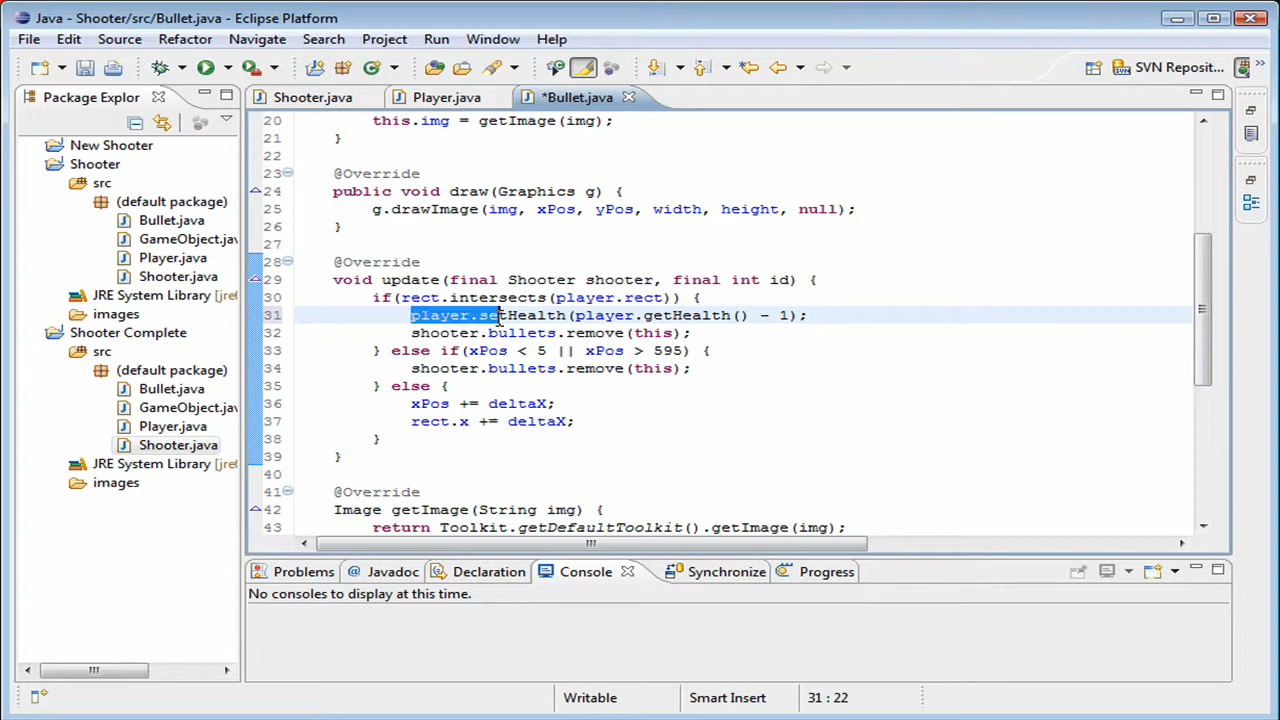 Java - Shooter/src/Bullet.java - Eclipse Platform
File Edit Source Refactor Navigate Search Project Run Window Help
SVN Reposit... »
Package Explor
New Shooter
Shooter
src
(default package)
Bullet.java
GameObject.jav
Player.java
Shooter.java
JRE System Library [jre
images
Shooter Complete
src
(default package)
Bullet.java
GameObject.jav
Player.java
Shooter.java
JRE System Library [jre
images
Shooter.java Player.java *Bullet.java
20 this.img = getImage(img);
21 }
22
23 @Override
24 public void draw(Graphics g) {
25 g.drawImage(img, xPos, yPos, width, height, null);
26 }
27
28 @Override
29 void update(final Shooter shooter, final int id) {
30 if(rect.intersects(player.rect)) {
31 player.setHealth(player.getHealth() - 1);
32 shooter.bullets.remove(this);
33 } else if(xPos < 5 || xPos > 595) {
34 shooter.bullets.remove(this);
35 } else {
36 xPos += deltaX;
37 rect.x += deltaX;
38 }
39 }
40
41 @Override
42 Image getImage(String img) {
43 return Toolkit.getDefaultToolkit().getImage(img);
Problems @ Javadoc Declaration Console Synchronize Progress
No consoles to display at this time.
Writable Smart Insert 31 : 22